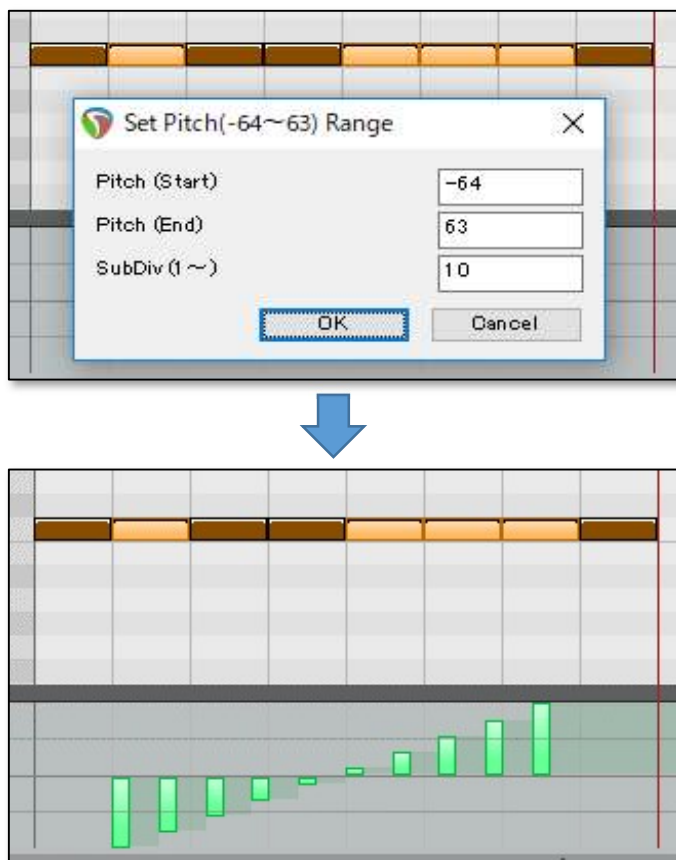 Set Pitch(-64～63) Range
Pitch (Start) -64
Pitch (End) 63
SubDiv(1～) 10
OK Cancel